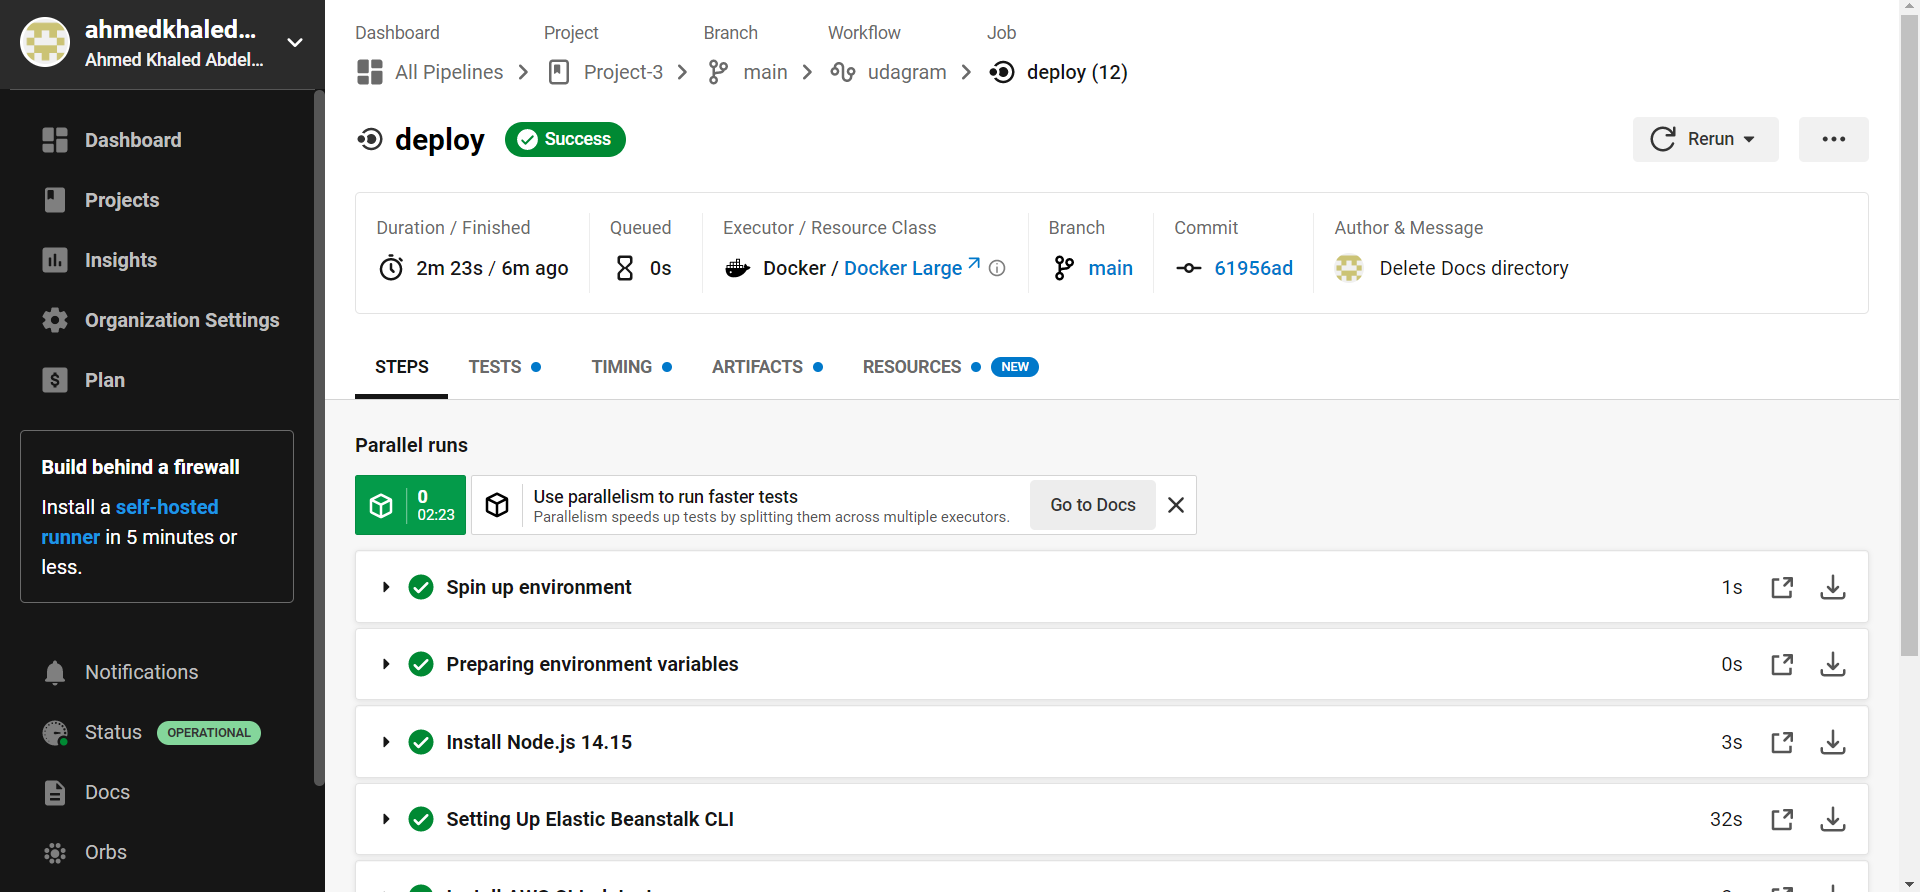 ahmedkhaled...
Ahmed Khaled Abdel...
Dashboard
Projects
Insights
Organization Settings
Plan
Build behind a firewall
Install a self-hosted
runner in 5 minutes or
less.
Notifications
Status OPERATIONAL
Docs
Orbs
Dashboard Project Branch Workflow Job
All Pipelines Project-3 main udagram deploy (12)
deploy Success Rerun
Duration / Finished Queued Executor / Resource Class Branch Commit Author & Message
2m 23s / 6m ago 0s Docker / Docker Large main 61956ad Delete Docs directory
STEPS TESTS TIMING ARTIFACTS RESOURCES NEW
Parallel runs
0
02:23
Use parallelism to run faster tests
Parallelism speeds up tests by splitting them across multiple executors.
Go to Docs
Spin up environment 1s
Preparing environment variables 0s
Install Node.js 14.15 3s
Setting Up Elastic Beanstalk CLI 32s